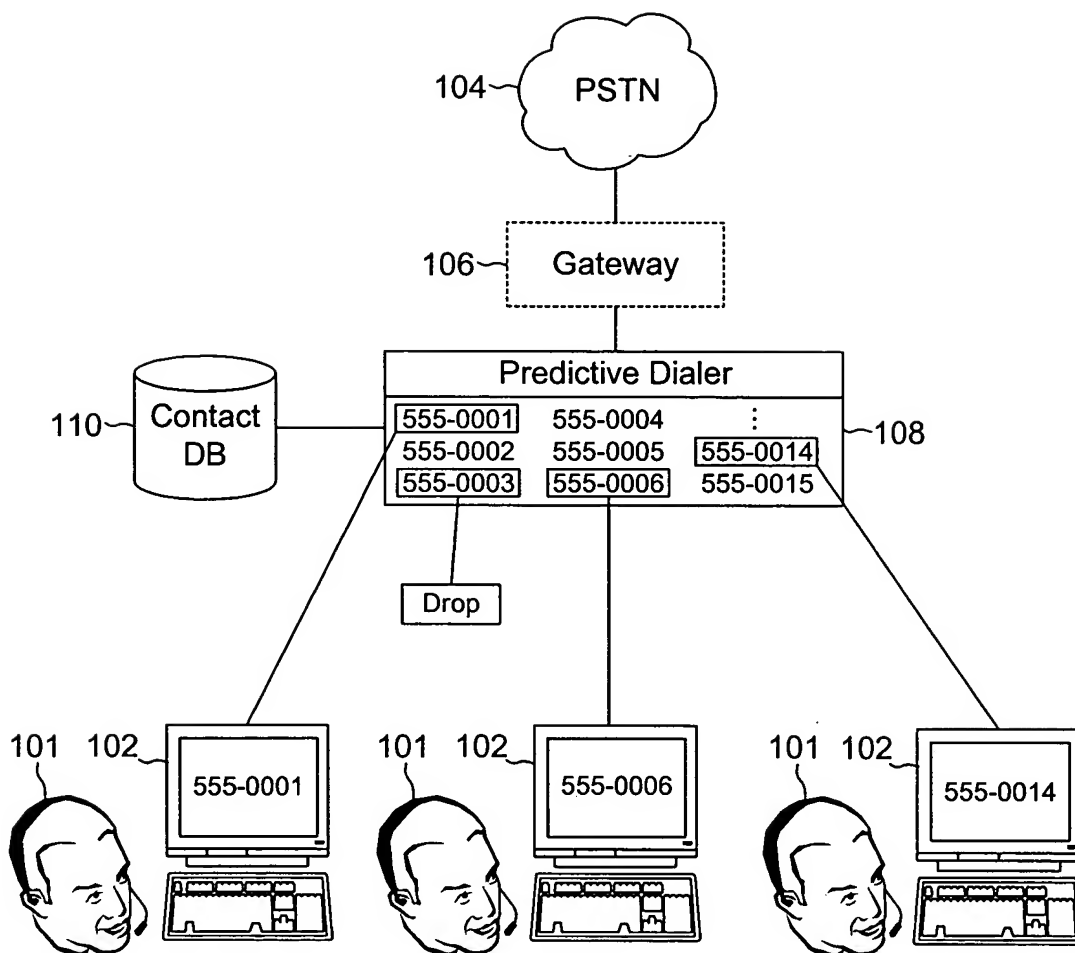 104
PSTN
106
Gateway
Predictive Dialer
110
Contact
DB
555-0001 555-0004 ⋮
108
555-0002 555-0005 555-0014
555-0003 555-0006 555-0015
Drop
101 102 101 102 101 102
555-0001 555-0006 555-0014